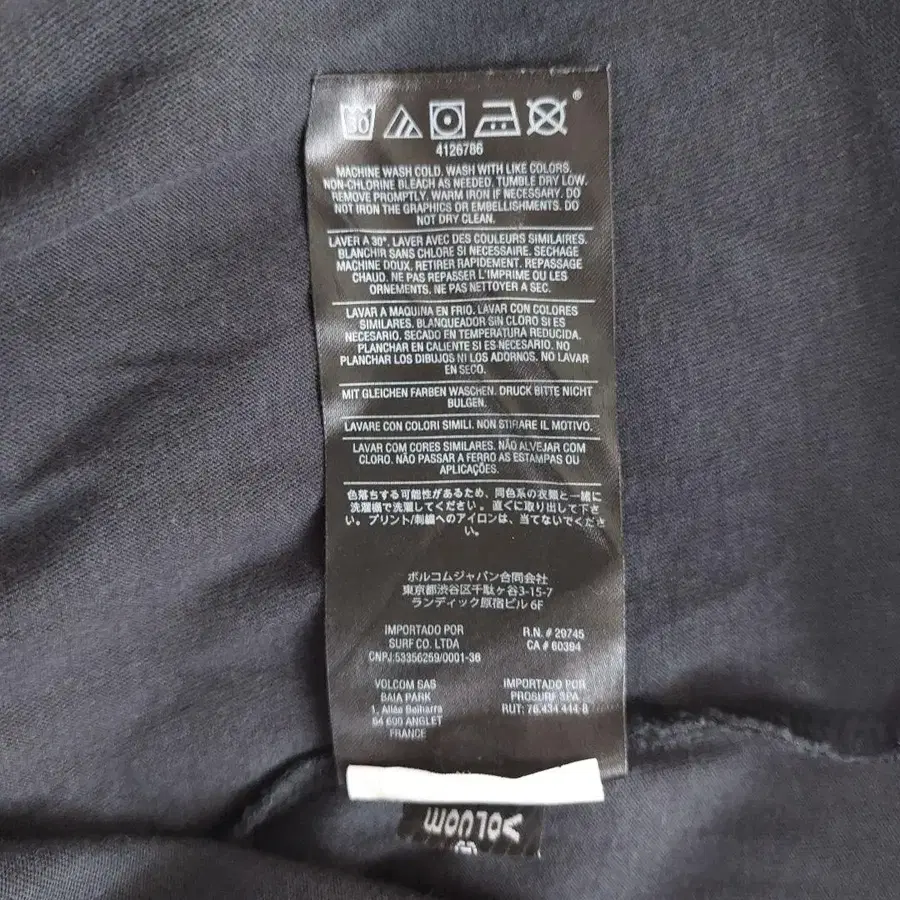 30
®
4126786
MACHINE WASH COLD. WASH WITH LIKE COLORS.
NON-CHLORINE BLEACH AS NEEDED. TUMBLE DRY LOW.
REMOVE PROMPTLY. WARM IRON IF NECESSARY. DO
NOT IRON THE GRAPHICS OR EMBELLISHMENTS. DO
NOT DRY CLEAN.
LAVER A 30°. LAVER AVEC DES COULEURS SIMILAIRES.
BLANCHIR SANS CHLORE SI NECESSAIRE. SECHAGE
MACHINE DOUX. RETIRER RAPIDEMENT. REPASSAGE
CHAUD. NE PAS REPASSER L'IMPRIME OU LES
ORNEMENTS. NE PAS NETTOYER A SEC.
LAVAR A MAQUINA EN FRIO. LAVAR CON COLORES
SIMILARES. BLANQUEADOR SIN CLORO SI ES
NECESARIO. SECADO EN TEMPERATURA REDUCIDA.
PLANCHAR EN CALIENTE SI ES NECESARIO. NO
PLANCHAR LOS DIBUJOS NI LOS ADORNOS. NO LAVAR
EN SECO.
MIT GLEICHEN FARBEN WASCHEN. DRUCK BITTE NICHT
BULGEN.
LAVARE CON COLORI SIMILI. NON STIRARE IL MOTIVO.
LAVAR COM CORES SIMILARES. NÃO ALVEJAR COM
CLORO. NÃO PASSAR A FERRO AS ESTAMPAS OU
APLICAÇÕES.
色落ちする可能性があるため、同色系の衣類と一緒に
洗濯機で洗濯してください。直ぐに取り出して下さ
い。プリント/刺繍へのアイロンは、当てないでくださ
い。
ボルコムジャパン合同会社
東京都渋谷区千駄ヶ谷3-15-7
ランディック原宿ビル 6F
IMPORTADO POR
SURF CO. LTDA
CNPJ:53356259/0001-36
R.N. # 29745
CA # 60394
VOLCOM SAS
BAIA PARK
1, Allée Belharra
64 600 ANGLET
FRANCE
IMPORTADO POR
PROSURF SPA
RUT: 76.434 444-8
VOLCOM